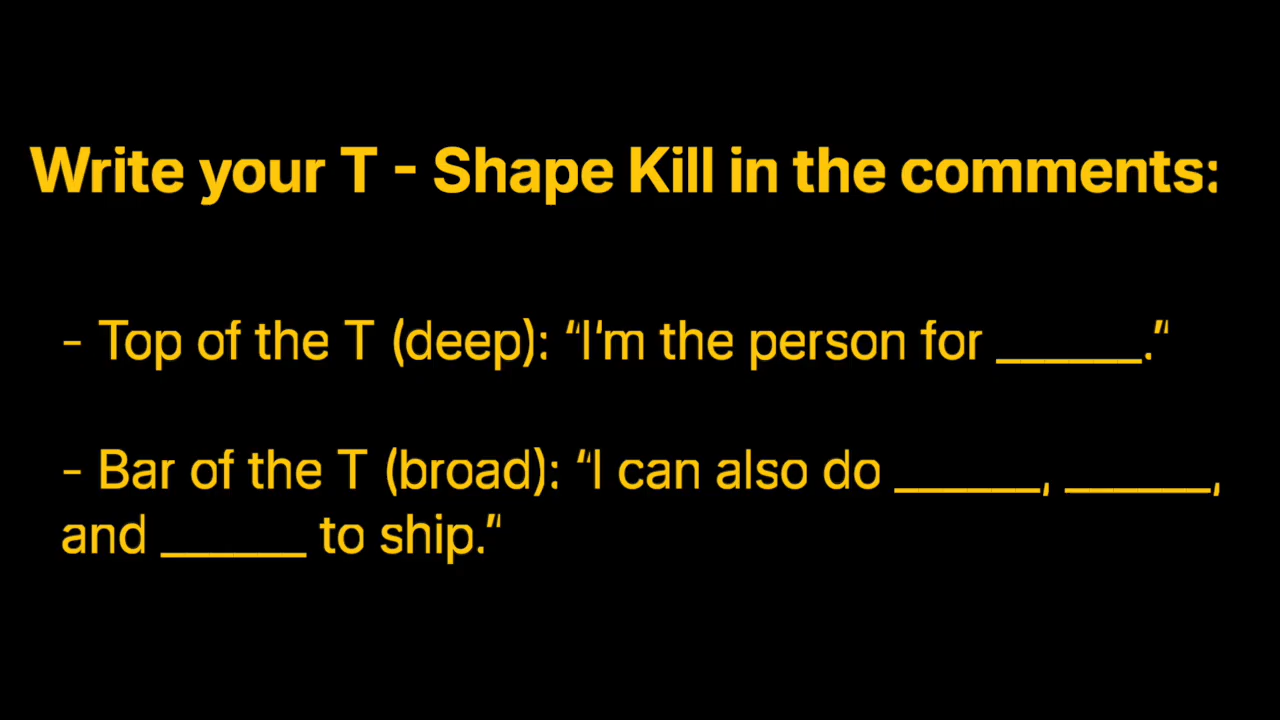 Write your T - Shape Kill in the comments:
- Top of the T (deep): “I'm the person for ______.”
- Bar of the T (broad): “I can also do ______, ______,
and ______ to ship.”